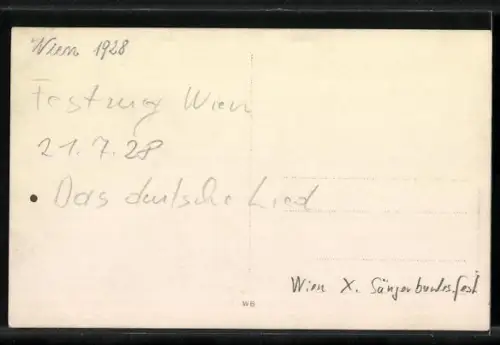 Wien 1928
Festzug Wien
21.7.28
• Das deutsche Lied
Wien X. Sängerbundesfest
WB